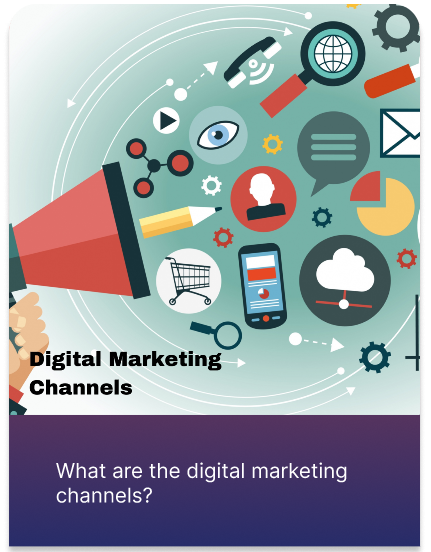 Digital Marketing
Channels
What are the digital marketing
channels?